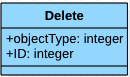 Delete
+objectType: integer
+ID: integer